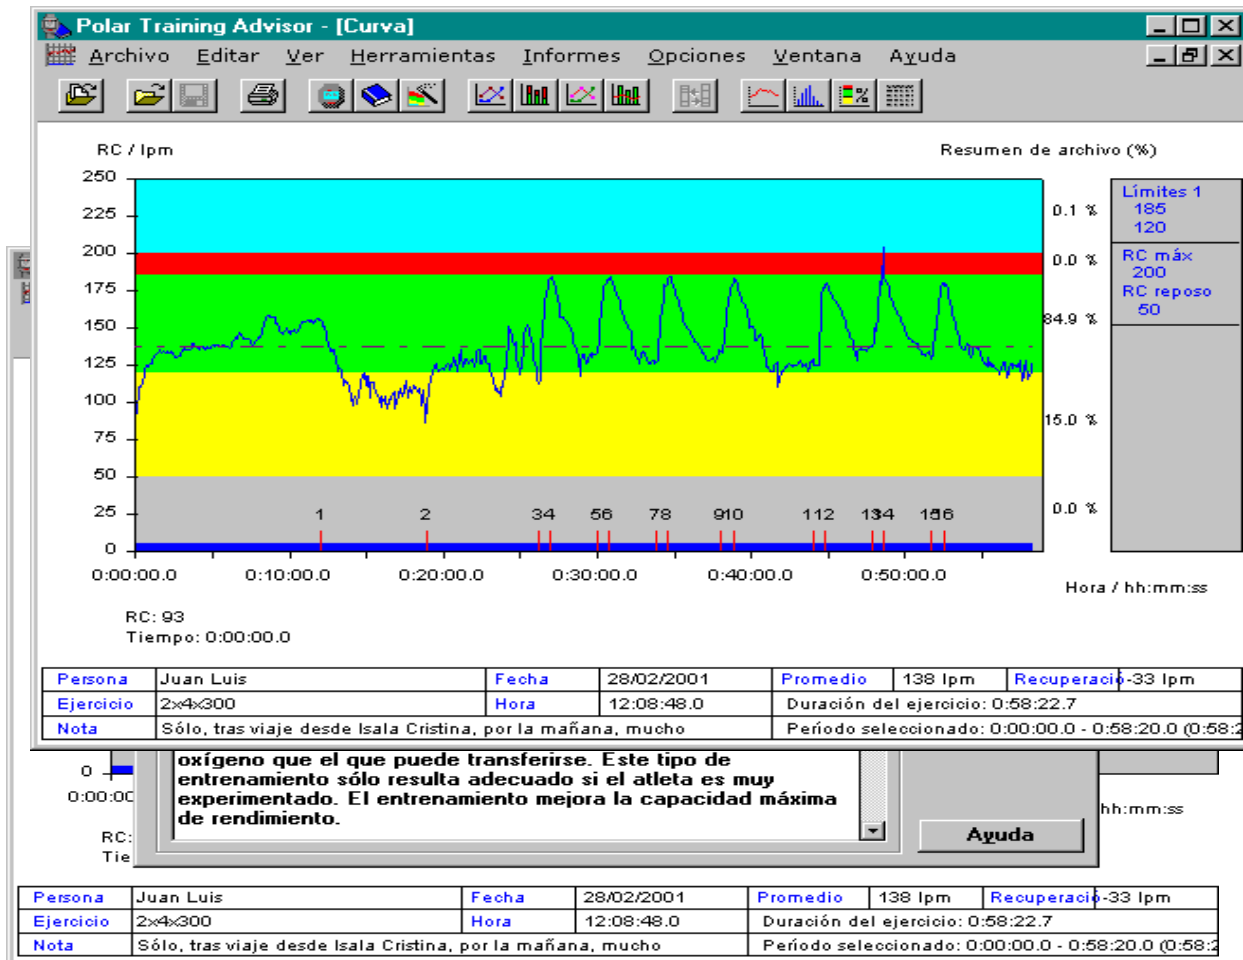 Polar Training Advisor - [Curva]
Archivo Editar Ver Herramientas Informes Opciones Ventana Ayuda
RC / lpm
Resumen de archivo (%)
250
225
200
175
150
125
100
75
50
25
0
0.1 %
0.0 %
84.9 %
15.0 %
0.0 %
Límites 1
185
120
RC máx
200
RC reposo
50
1 2 34 56 78 910 112 134 1516
0:00:00.0 0:10:00.0 0:20:00.0 0:30:00.0 0:40:00.0 0:50:00.0
Hora / hh:mm:ss
RC: 93
Tiempo: 0:00:00.0
Persona Juan Luis Fecha 28/02/2001 Promedio 138 lpm Recuperació -33 lpm
Ejercicio 2x4x300 Hora 12:08:48.0 Duración del ejercicio: 0:58:22.7
Nota Sólo, tras viaje desde Isala Cristina, por la mañana, mucho Período seleccionado: 0:00:00.0 - 0:58:20.0 (0:58:2
oxígeno que el que puede transferirse. Este tipo de
entrenamiento sólo resulta adecuado si el atleta es muy
experimentado. El entrenamiento mejora la capacidad máxima
de rendimiento.
Ayuda
0
0:00:00
hh:mm:ss
RC:
Tie
Persona Juan Luis Fecha 28/02/2001 Promedio 138 lpm Recuperació -33 lpm
Ejercicio 2x4x300 Hora 12:08:48.0 Duración del ejercicio: 0:58:22.7
Nota Sólo, tras viaje desde Isala Cristina, por la mañana, mucho Período seleccionado: 0:00:00.0 - 0:58:20.0 (0:58:2